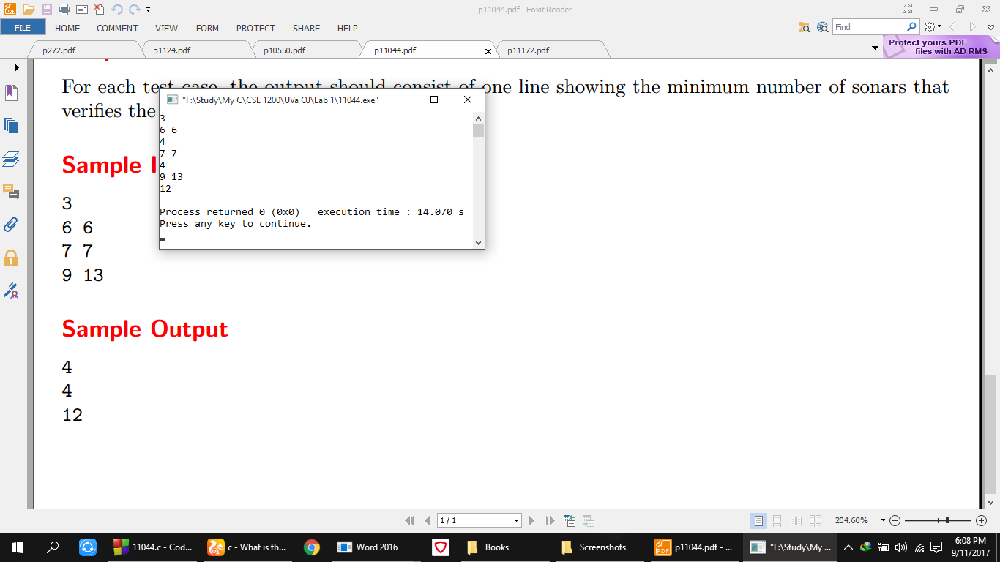 p11044.pdf - Foxit Reader
FILE HOME COMMENT VIEW FORM PROTECT SHARE HELP
Find
p272.pdf p1124.pdf p10550.pdf p11044.pdf p11172.pdf
Protect yours PDF
files with AD RMS
For each test case, the output should consist of one line showing the minimum number of sonars that
verifies the
"F:\Study\My C\CSE 1200\UVa OJ\Lab 1\11044.exe"
3
6 6
4
7 7
4
9 13
12
Process returned 0 (0x0) execution time : 14.070 s
Press any key to continue.
Sample I
3
6 6
7 7
9 13
Sample Output
4
4
12
1 / 1
204.60%
11044.c - Cod...
c - What is th...
Word 2016
Books
Screenshots
p11044.pdf - ...
"F:\Study\My ...
6:08 PM
9/11/2017